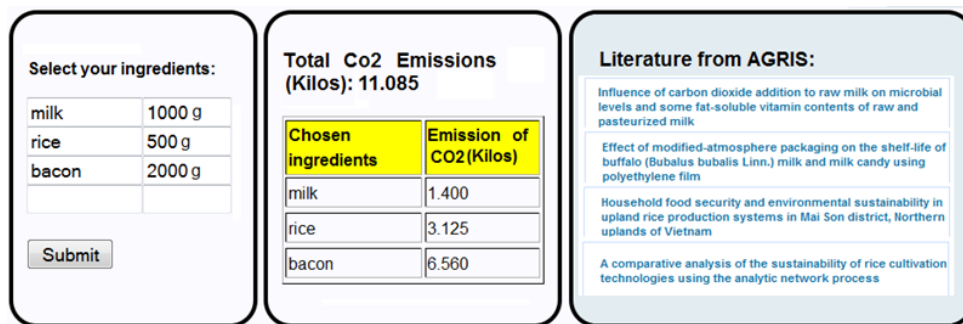 Select your ingredients:
milk 1000 g
rice 500 g
bacon 2000 g
Submit
Total Co2 Emissions
(Kilos): 11.085
Chosen Emission of
ingredients CO2(Kilos)
milk 1.400
rice 3.125
bacon 6.560
Literature from AGRIS:
Influence of carbon dioxide addition to raw milk on microbial
levels and some fat-soluble vitamin contents of raw and
pasteurized milk
Effect of modified-atmosphere packaging on the shelf-life of
buffalo (Bubalus bubalis Linn.) milk and milk candy using
polyethylene film
Household food security and environmental sustainability in
upland rice production systems in Mai Son district, Northern
uplands of Vietnam
A comparative analysis of the sustainability of rice cultivation
technologies using the analytic network process